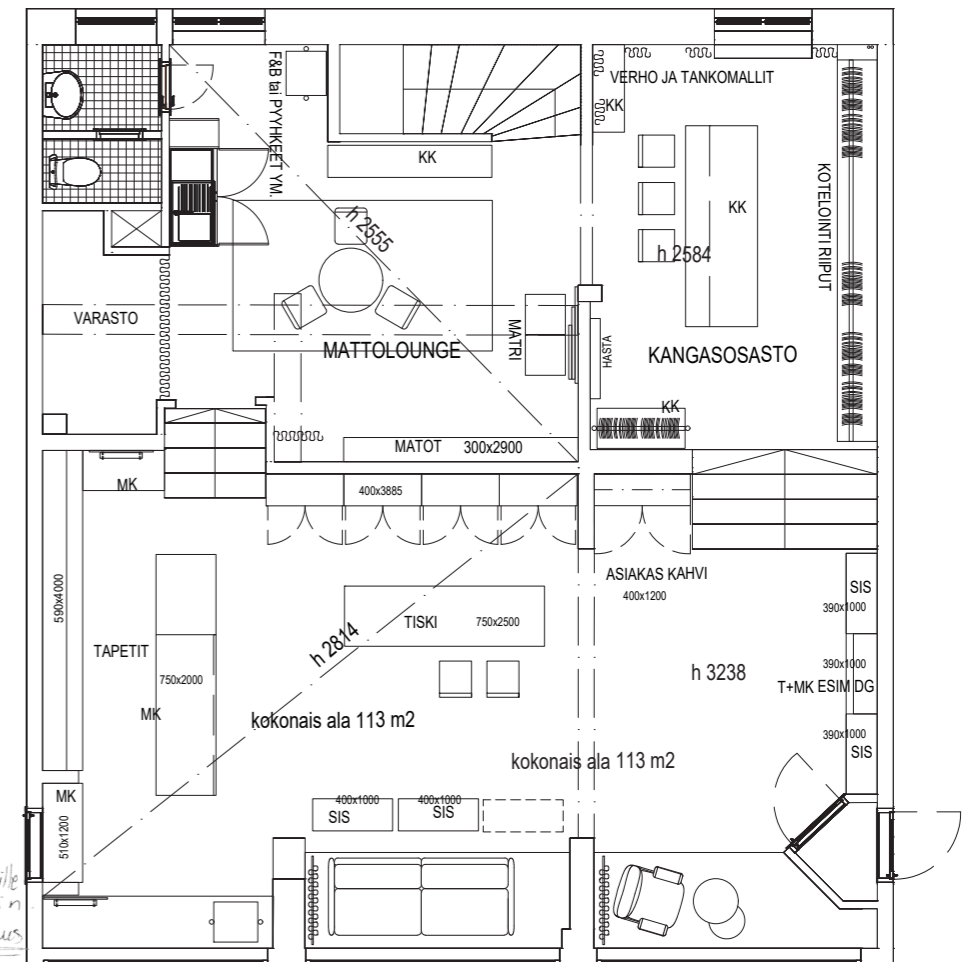 F&B tai PYYHKEET YM.
VERHO JA TANKOMALLIT
KK
KK
KK
h 2555
h 2584
KOTELOINTI RIIPUT
VARASTO
MATTOLOUNGE
MATRI
HASTA
KANGASOSASTO
KK
MATOT 300x2900
MK
400x3885
ASIAKAS KAHVI
400x1200
590x4000
TAPETIT
750x2000
MK
h 2814
TISKI 750x2500
SIS
390x1000
h 3238
390x1000
T+MK ESIM DG
390x1000
SIS
kokonais ala 113 m2
kokonais ala 113 m2
MK
510x1200
400x1000
SIS
400x1000
SIS